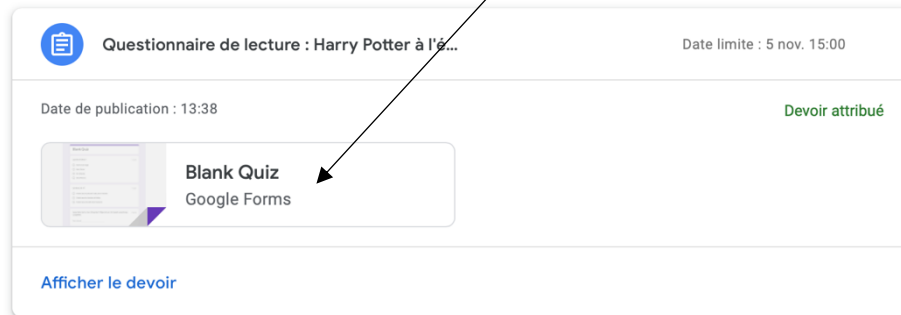 Questionnaire de lecture : Harry Potter à l'é...
Date limite : 5 nov. 15:00
Date de publication : 13:38
Devoir attribué
Blank Quiz
Google Forms
Afficher le devoir